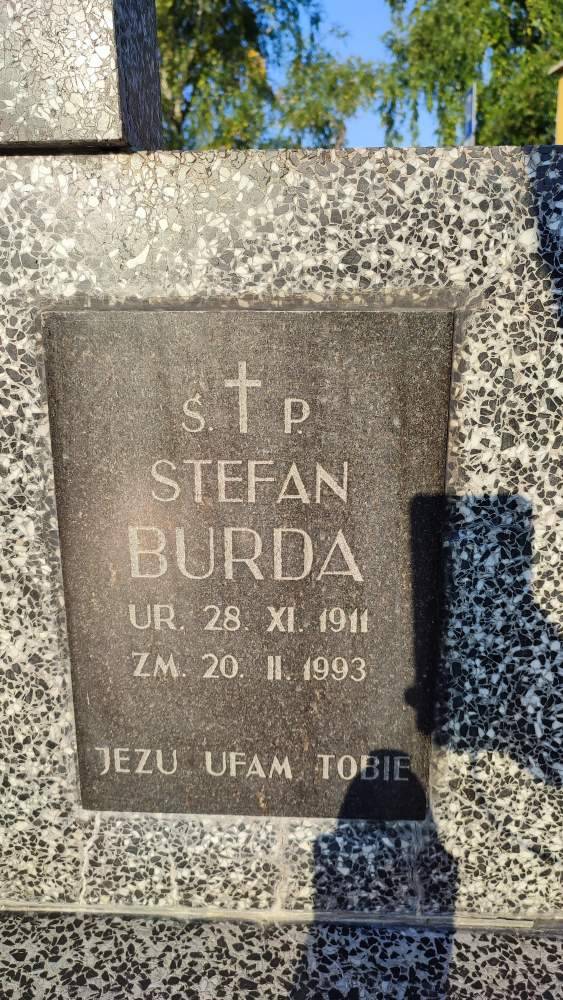 Ś. P.
STEFAN
BURDA
UR. 28. XI. 1911
ZM. 20. II. 1993
JEZU UFAM TOBIE